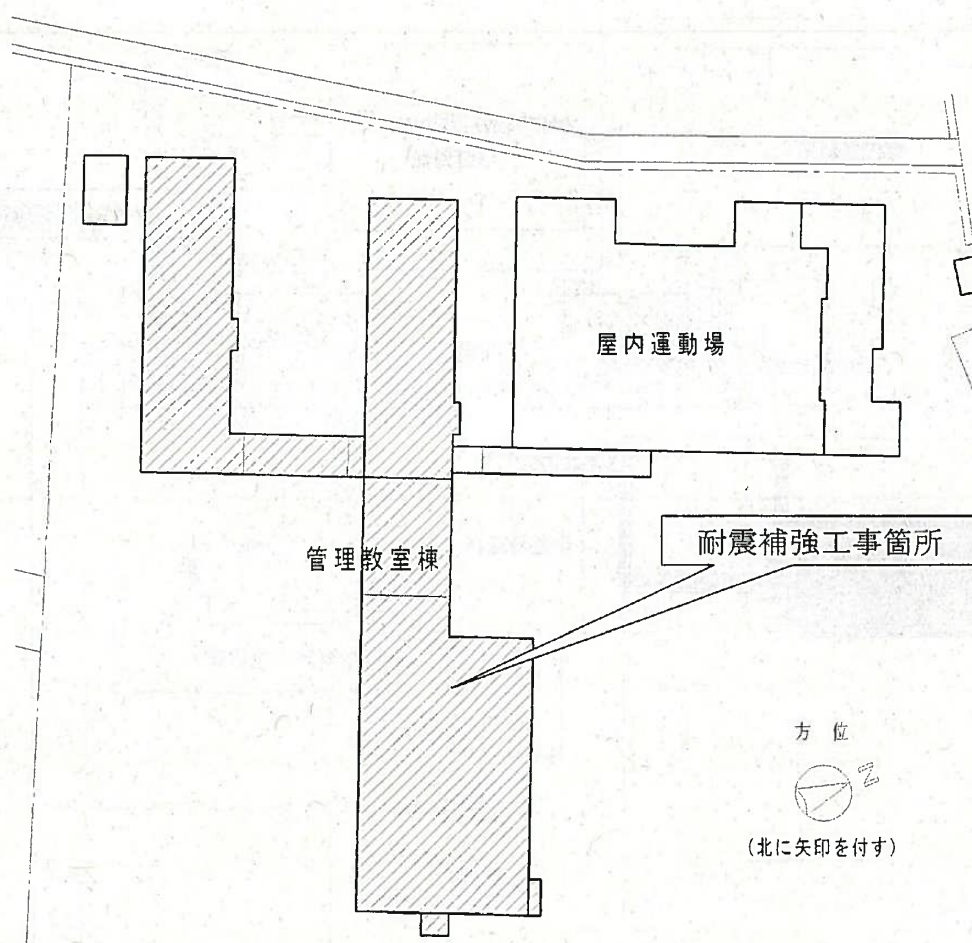 屋内運動場
耐震補強工事箇所
管理教室棟
方位
N
(北に矢印を付す)